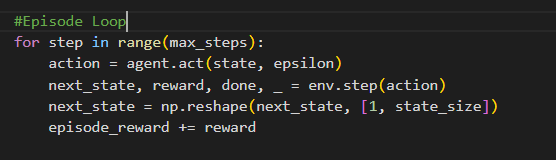 #Episode Loop
for step in range(max_steps):
    action = agent.act(state, epsilon)
    next_state, reward, done, _ = env.step(action)
    next_state = np.reshape(next_state, [1, state_size])
    episode_reward += reward